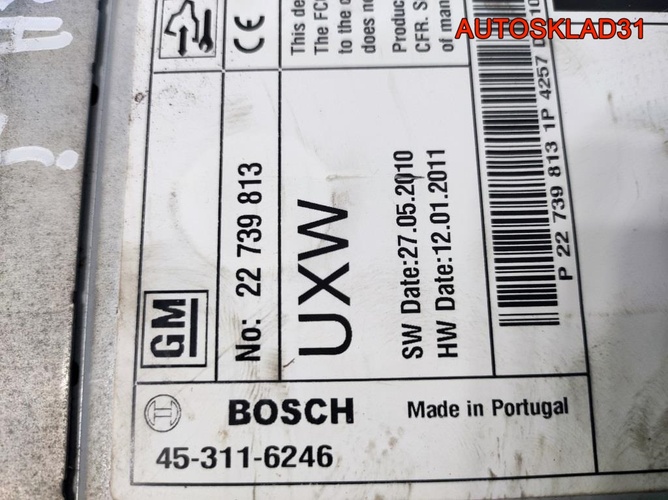 AUTOSKLAD31
This de
The FC
to the c
does no
Produc
CFR. S
of man
GM
No: 22 739 813
UXW
SW Date:27.05.2010
HW Date:12.01.2011
P 22 739 813 1P 4257
BOSCH
Made in Portugal
45-311-6246